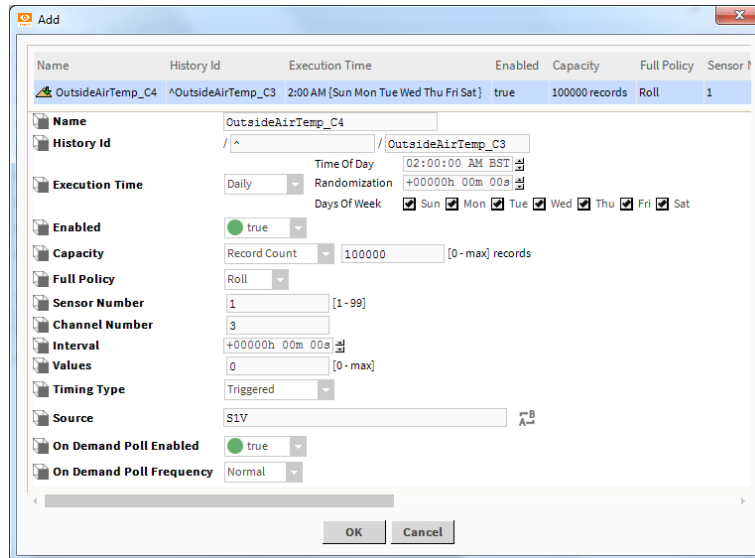 Add
Name History Id Execution Time Enabled Capacity Full Policy Sensor N
OutsideAirTemp_C4 ^OutsideAirTemp_C3 2:00 AM {Sun Mon Tue Wed Thu Fri Sat} true 100000 records Roll 1
Name OutsideAirTemp_C4
History Id / ^ / OutsideAirTemp_C3
Time Of Day 02:00:00 AM BST
Execution Time Daily Randomization +00000h 00m 00s
Days Of Week Sun Mon Tue Wed Thu Fri Sat
Enabled true
Capacity Record Count 100000 [0 - max] records
Full Policy Roll
Sensor Number 1 [1 - 99]
Channel Number 3
Interval +00000h 00m 00s
Values 0 [0 - max]
Timing Type Triggered
Source S1V
On Demand Poll Enabled true
On Demand Poll Frequency Normal
OK Cancel